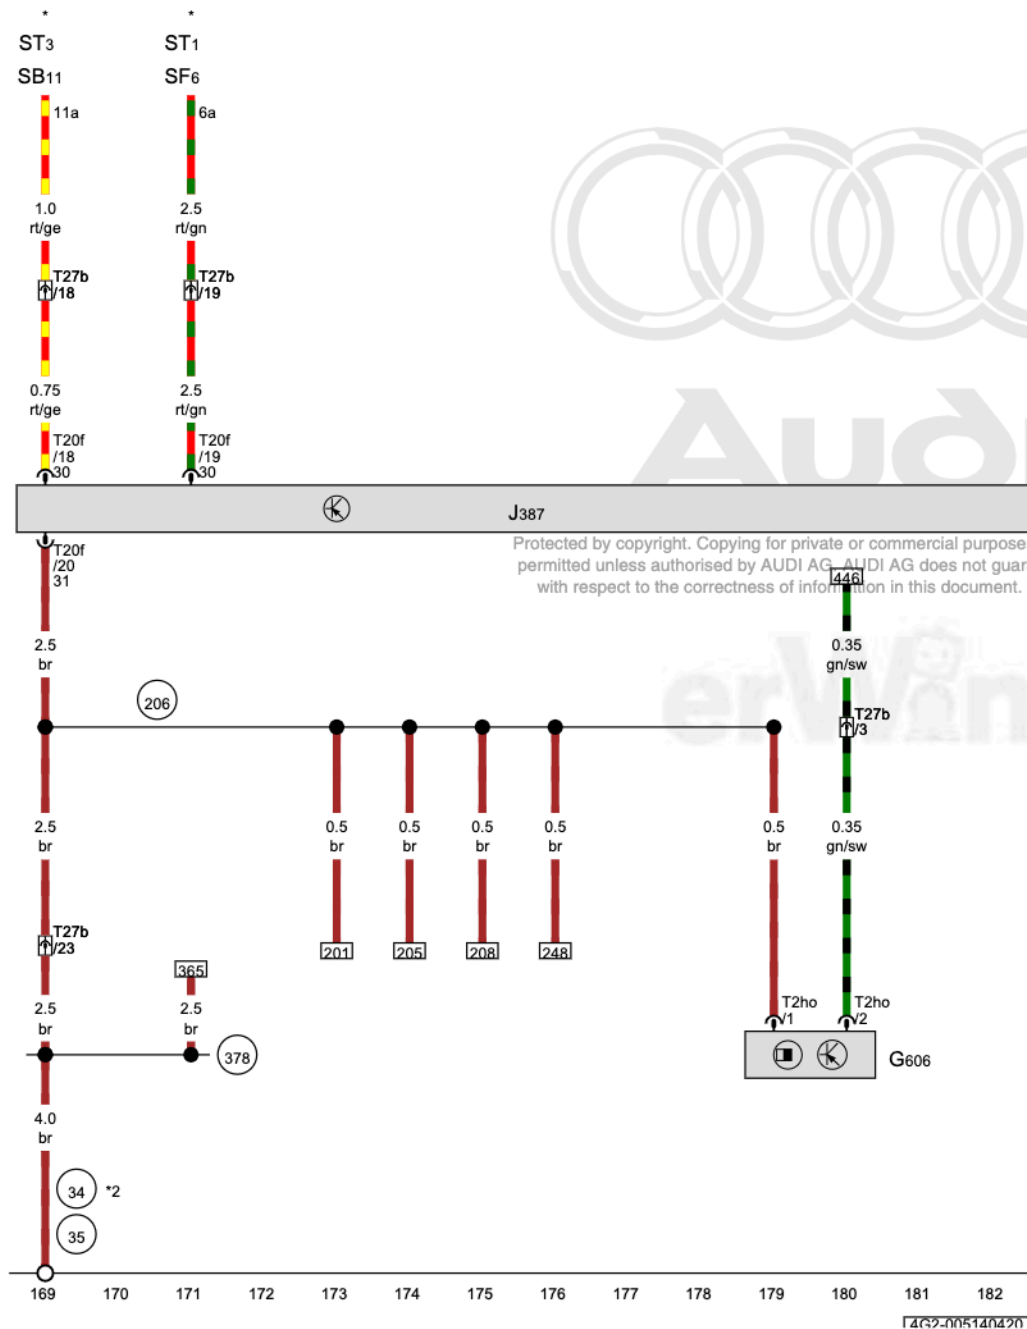 * *
ST3 ST1
SB11 SF6
11a 6a
1.0 2.5
rt/ge rt/gn
T27b T27b
/18 /19
0.75 2.5
rt/ge rt/gn
T20f T20f
/18 /19
30 30
Audi
J387
T20f
/20
31
Protected by copyright. Copying for private or commercial purpose
permitted unless authorised by AUDI AG. AUDI AG does not guar
with respect to the correctness of information in this document.
446
erWin
2.5 0.35
br gn/sw
206
T27b
/3
2.5 0.5 0.5 0.5 0.5 0.5 0.35
br br br br br br gn/sw
T27b
/23
201 205 208 248
365
2.5 2.5
br br
T2ho T2ho
/1 /2
378
G606
4.0
br
34 *2
35
169 170 171 172 173 174 175 176 177 178 179 180 181 182
4G2-005140420